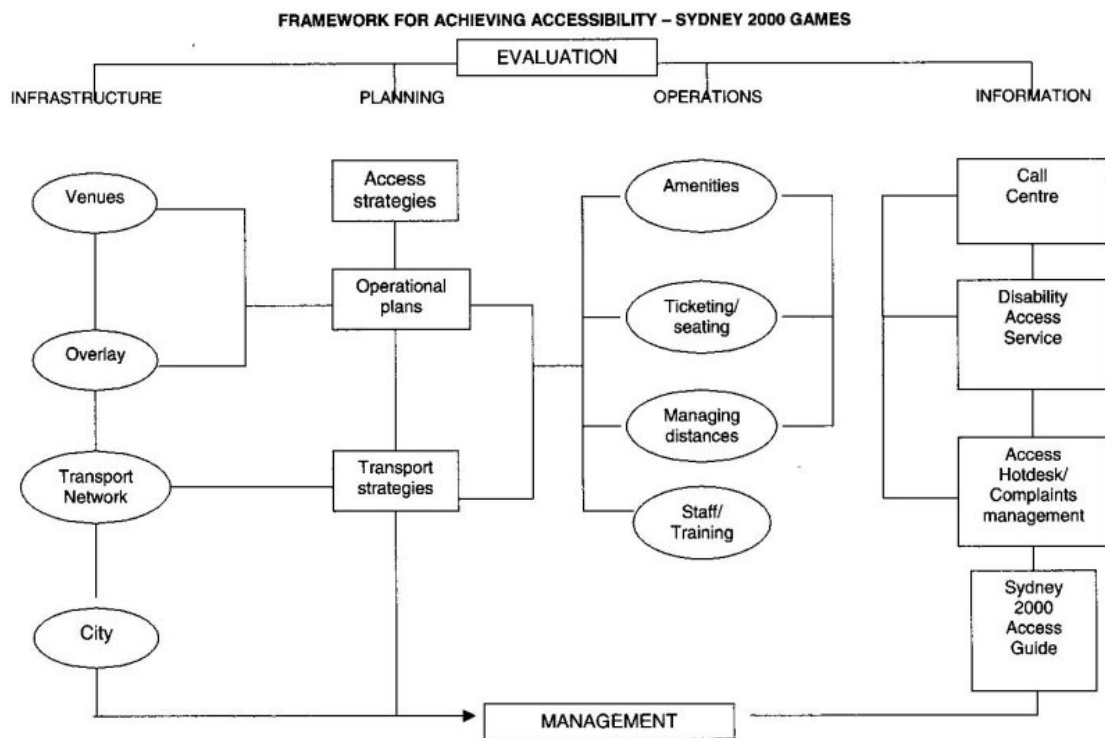 FRAMEWORK FOR ACHIEVING ACCESSIBILITY – SYDNEY 2000 GAMES
EVALUATION
INFRASTRUCTURE
PLANNING
OPERATIONS
INFORMATION
Venues
Overlay
Transport
Network
City
Access
strategies
Operational
plans
Transport
strategies
Amenities
Ticketing/
seating
Managing
distances
Staff/
Training
Call
Centre
Disability
Access
Service
Access
Hotdesk/
Complaints
management
Sydney
2000
Access
Guide
MANAGEMENT